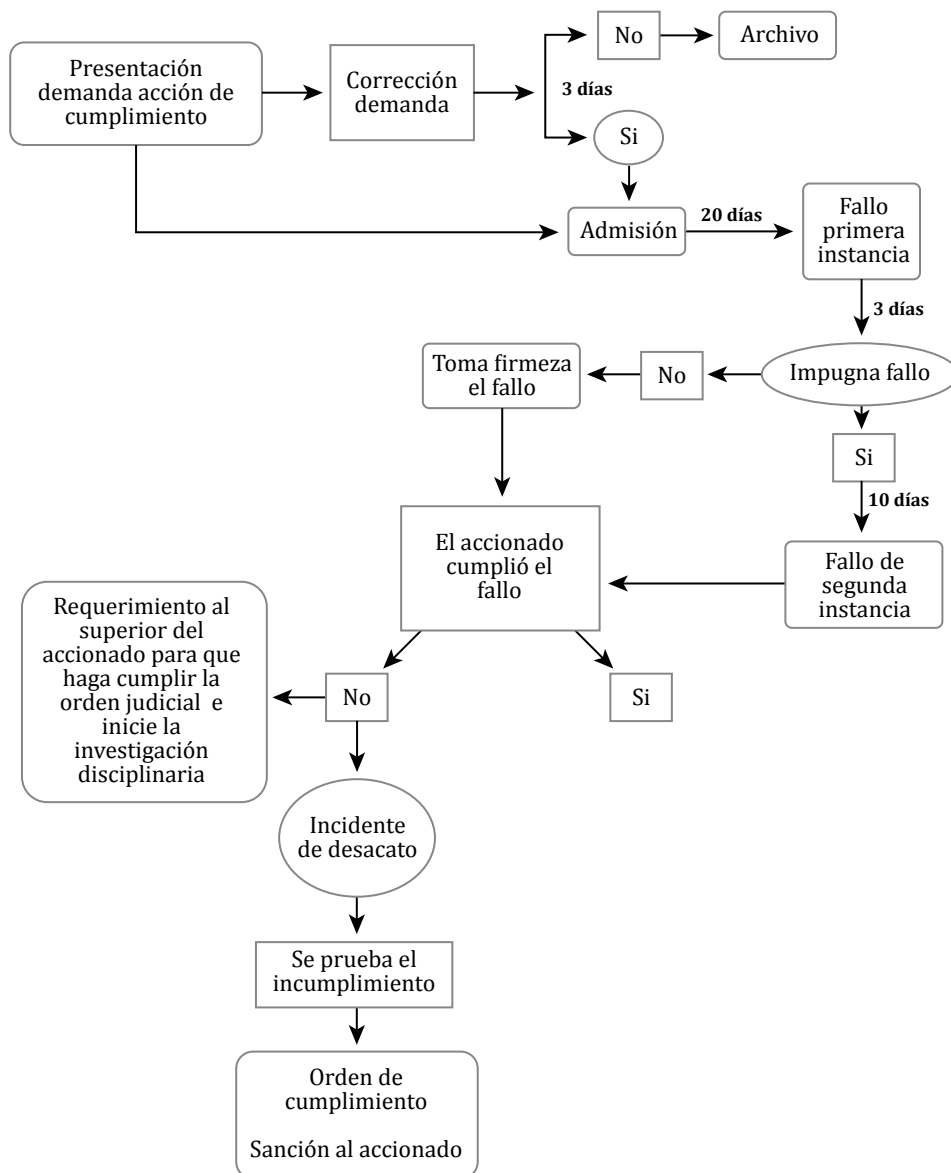 No
Archivo
Presentación
demanda acción de
cumplimiento
Corrección
demanda
3 días
Si
Admisión
20 días
Fallo
primera
instancia
3 días
Impugna fallo
No
Toma firmeza
el fallo
Si
10 días
Fallo de
segunda
instancia
El accionado
cumplió el
fallo
Requerimiento al
superior del
accionado para que
haga cumplir la
orden judicial e
inicie la
investigación
disciplinaria
No
Si
Incidente
de desacato
Se prueba el
incumplimiento
Orden de
cumplimiento
Sanción al accionado